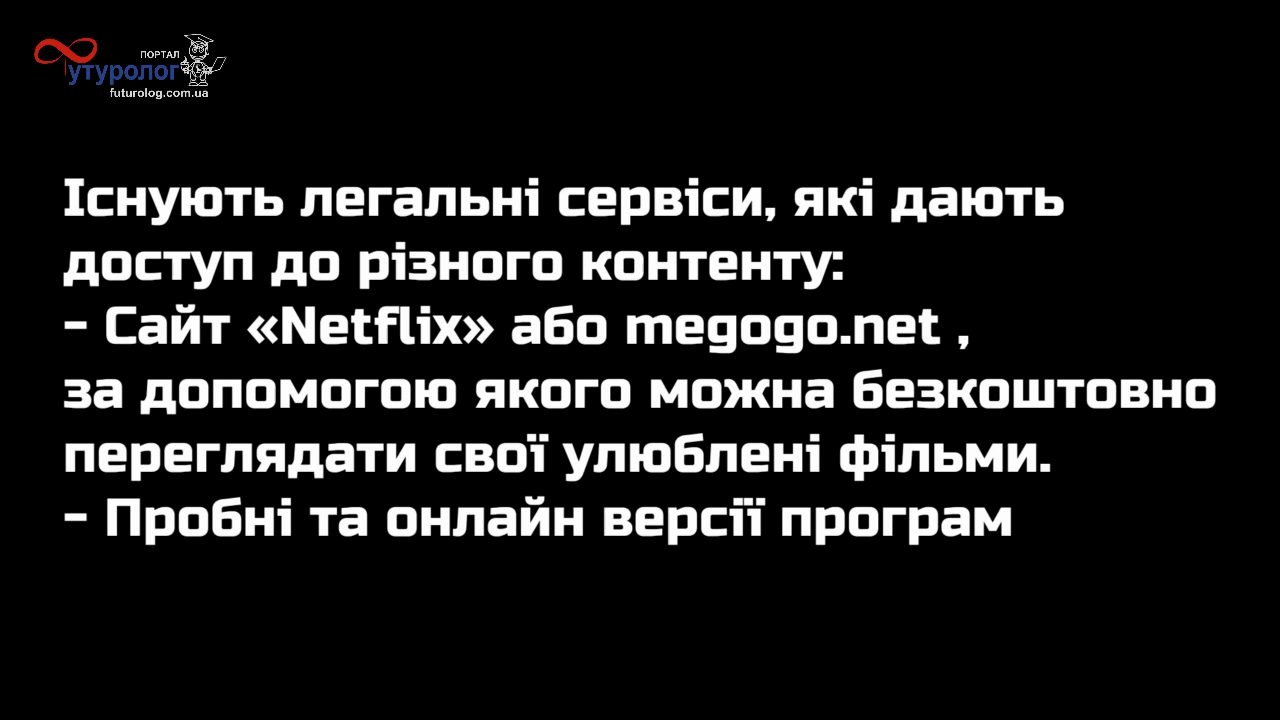 ПОРТАЛ
утуролог
futurolog.com.ua
Існують легальні сервіси, які дають
доступ до різного контенту:
- Сайт «Netflix» або megogo.net ,
за допомогою якого можна безкоштовно
переглядати свої улюблені фільми.
- Пробні та онлайн версії програм